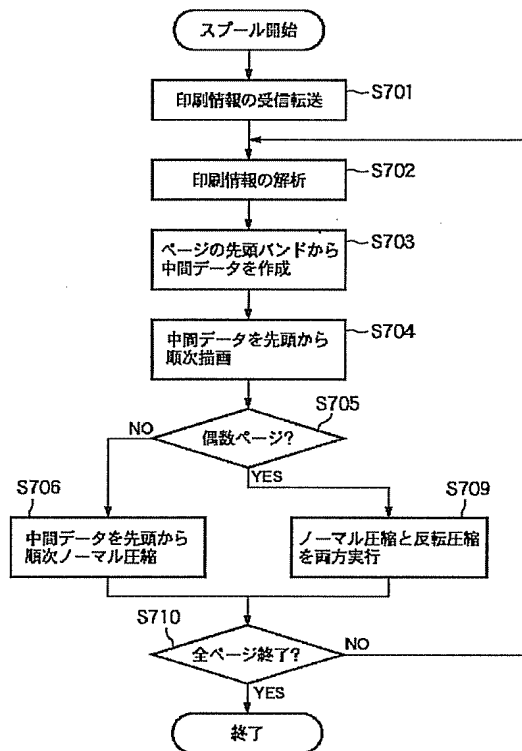 スプール開始
印刷情報の受信転送
S701
印刷情報の解析
S702
ページの先頭バンドから
中間データを作成
S703
中間データを先頭から
順次描画
S704
偶数ページ?
S705
NO
YES
S706
中間データを先頭から
順次ノーマル圧縮
S709
ノーマル圧縮と反転圧縮
を両方実行
S710
全ページ終了?
NO
YES
終了